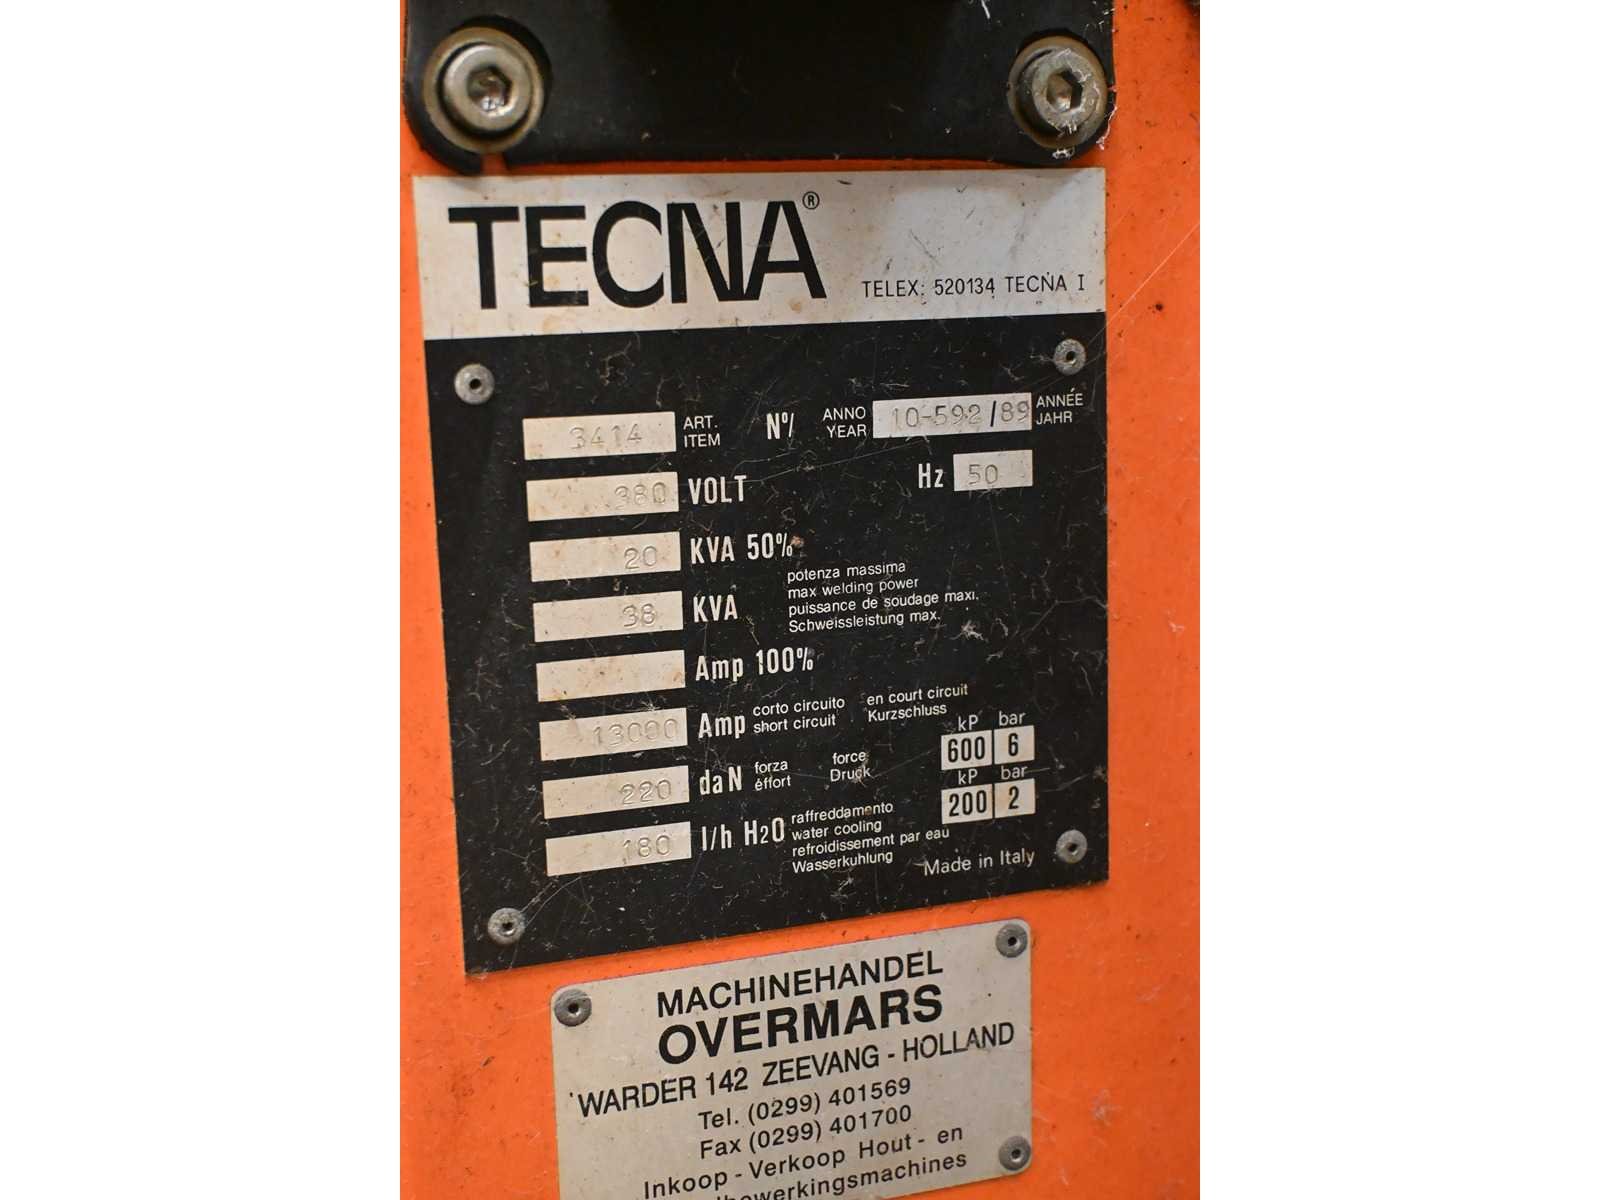 TECNA®
TELEX: 520134 TECNA I
3414 ART. ITEM Nº/ ANNO YEAR 10-592/89 ANNÉE JAHR
380 VOLT Hz 50
20 KVA 50%
38 KVA potenza massima
max welding power
puissance de soudage maxi.
Schweissleistung max.
Amp 100%
13000 Amp corto circuito en court circuit
short circuit Kurzschluss
220 daN forza force
éffort Druck
kP bar
600 6
kP bar
200 2
180 l/h H2O raffreddamento
water cooling
refroidissement par eau
Wasserkuhlung
Made in Italy
MACHINEHANDEL
OVERMARS
WARDER 142 ZEEVANG - HOLLAND
Tel. (0299) 401569
Fax (0299) 401700
Inkoop - Verkoop Hout - en